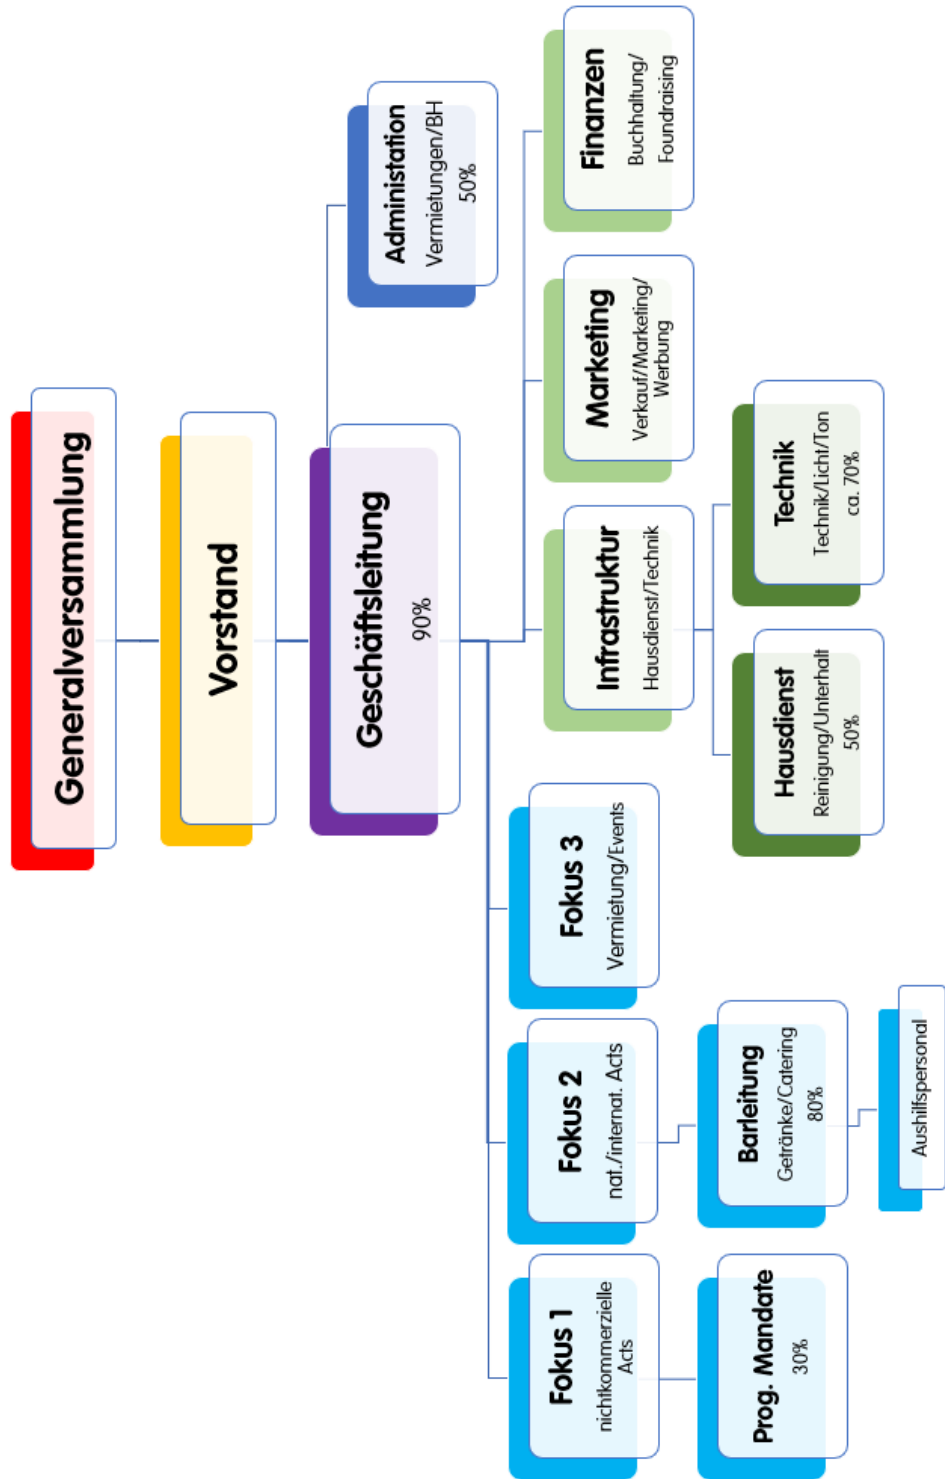 Generalversammlung
Vorstand
Geschäftsleitung
90%
Administation
Vermietungen/BH
50%
Fokus 1
nichtkommerzielle
Acts
Fokus 2
nat./internat. Acts
Fokus 3
Vermietung/Events
Infrastruktur
Hausdienst/Technik
Marketing
Verkauf/Marketing/
Werbung
Finanzen
Buchhaltung/
Foundraising
Prog. Mandate
30%
Barleitung
Getränke/Catering
80%
Hausdienst
Reinigung/Unterhalt
50%
Technik
Technik/Licht/Ton
ca. 70%
Aushilfspersonal